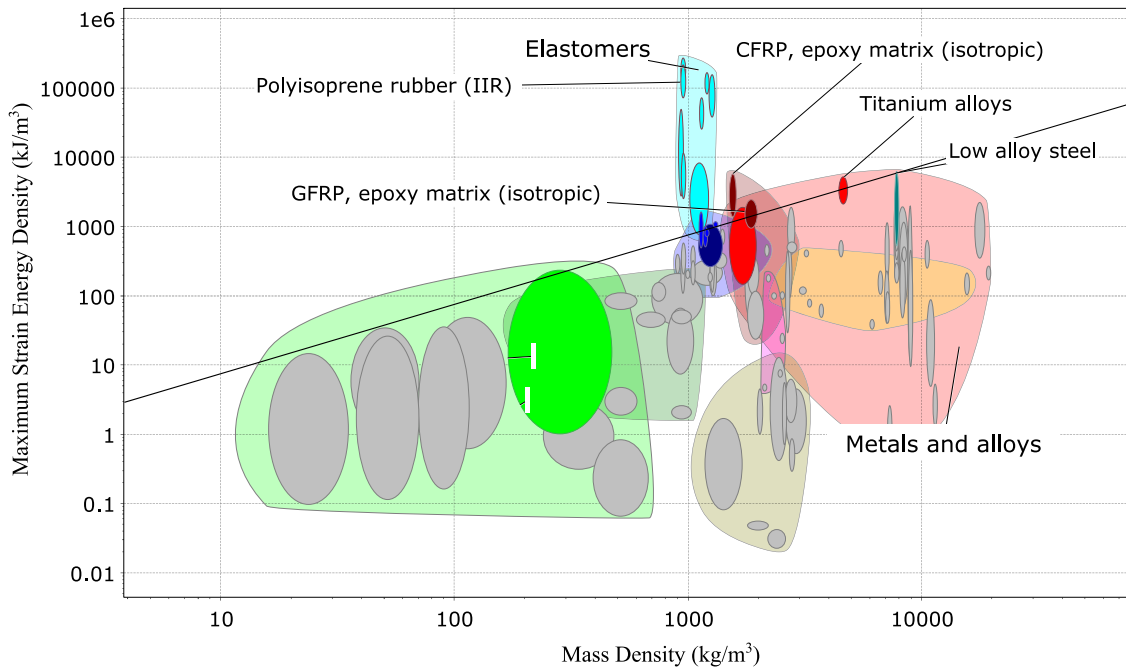 1e6
100000
10000
1000
100
10
1
0.1
0.01
Maximum Strain Energy Density (kJ/m³)
Elastomers
CFRP, epoxy matrix (isotropic)
Polyisoprene rubber (IIR)
Titanium alloys
Low alloy steel
GFRP, epoxy matrix (isotropic)
Metals and alloys
10
100
1000
10000
Mass Density (kg/m³)